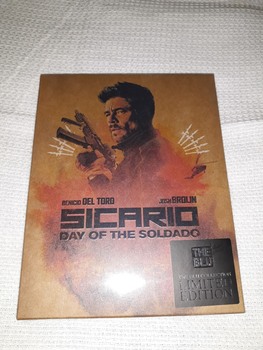 BENICIO DEL TORO JOSH BROLIN
SICARIO
DAY OF THE SOLDADO
THE
BLU
LIMITED
EDITION